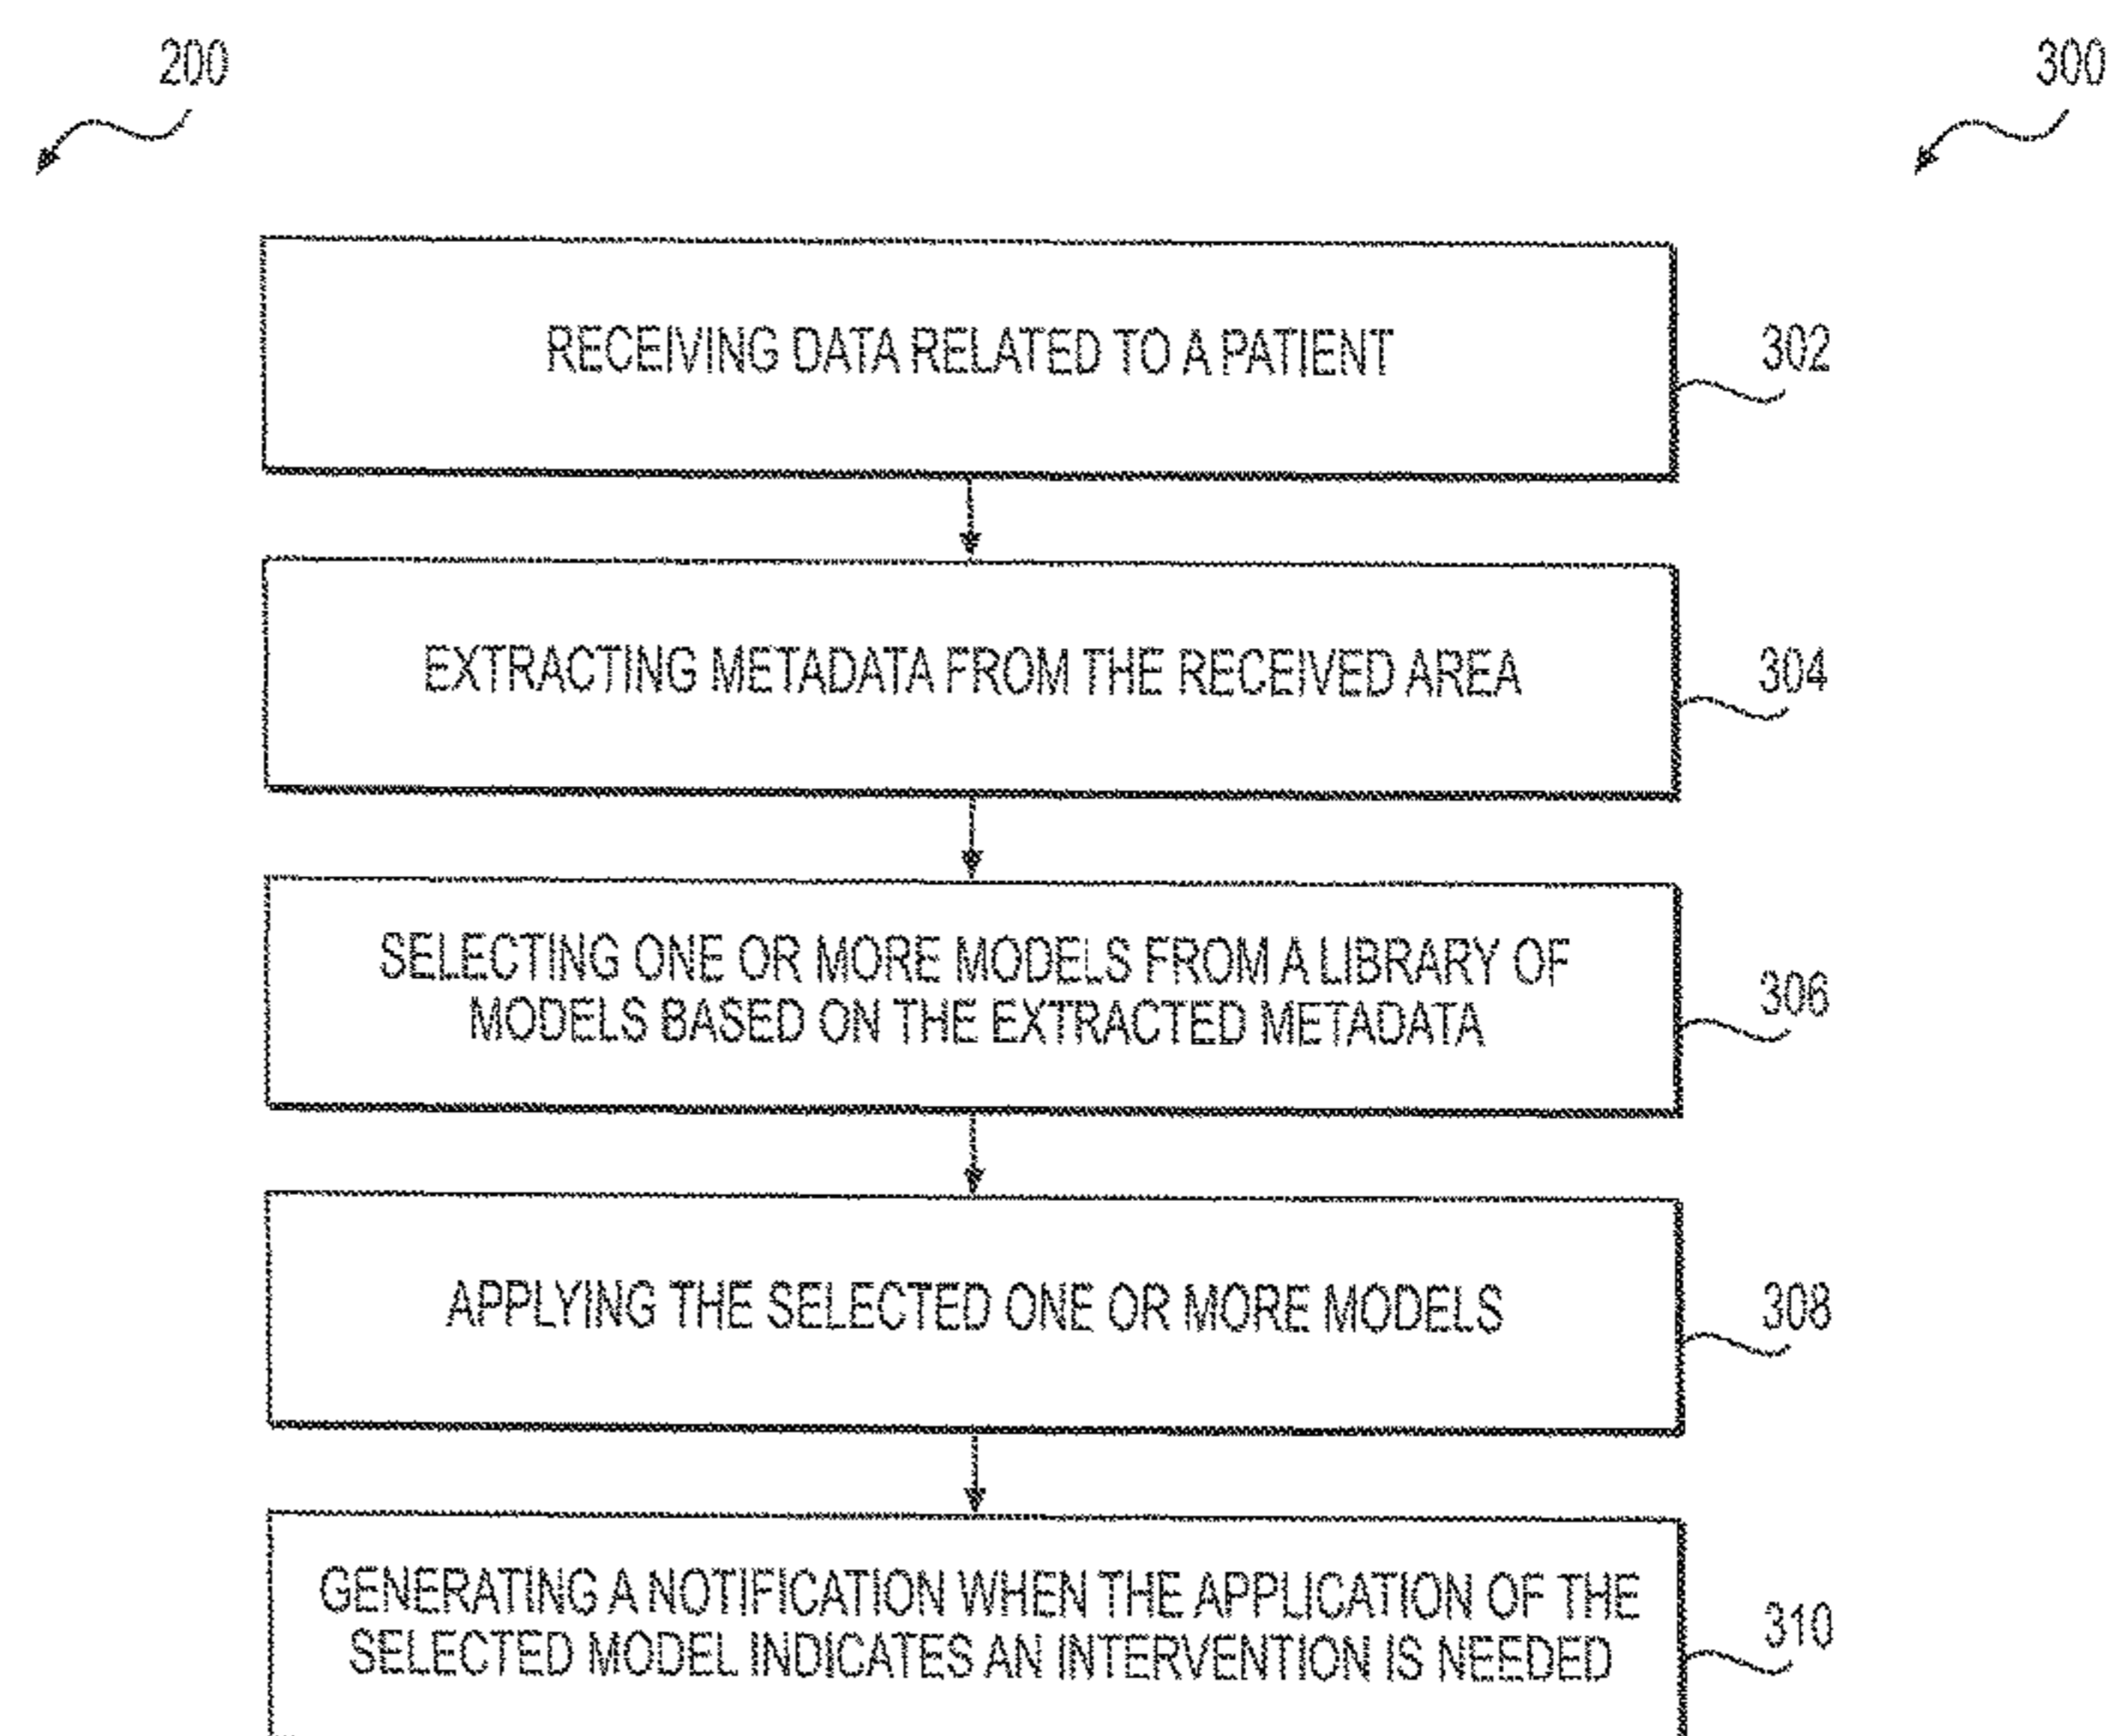 200
300
RECEIVING DATA RELATED TO A PATIENT
302
EXTRACTING METADATA FROM THE RECEIVED AREA
304
SELECTING ONE OR MORE MODELS FROM A LIBRARY OF
MODELS BASED ON THE EXTRACTED METADATA
306
APPLYING THE SELECTED ONE OR MORE MODELS
308
GENERATING A NOTIFICATION WHEN THE APPLICATION OF THE
SELECTED MODEL INDICATES AN INTERVENTION IS NEEDED
310